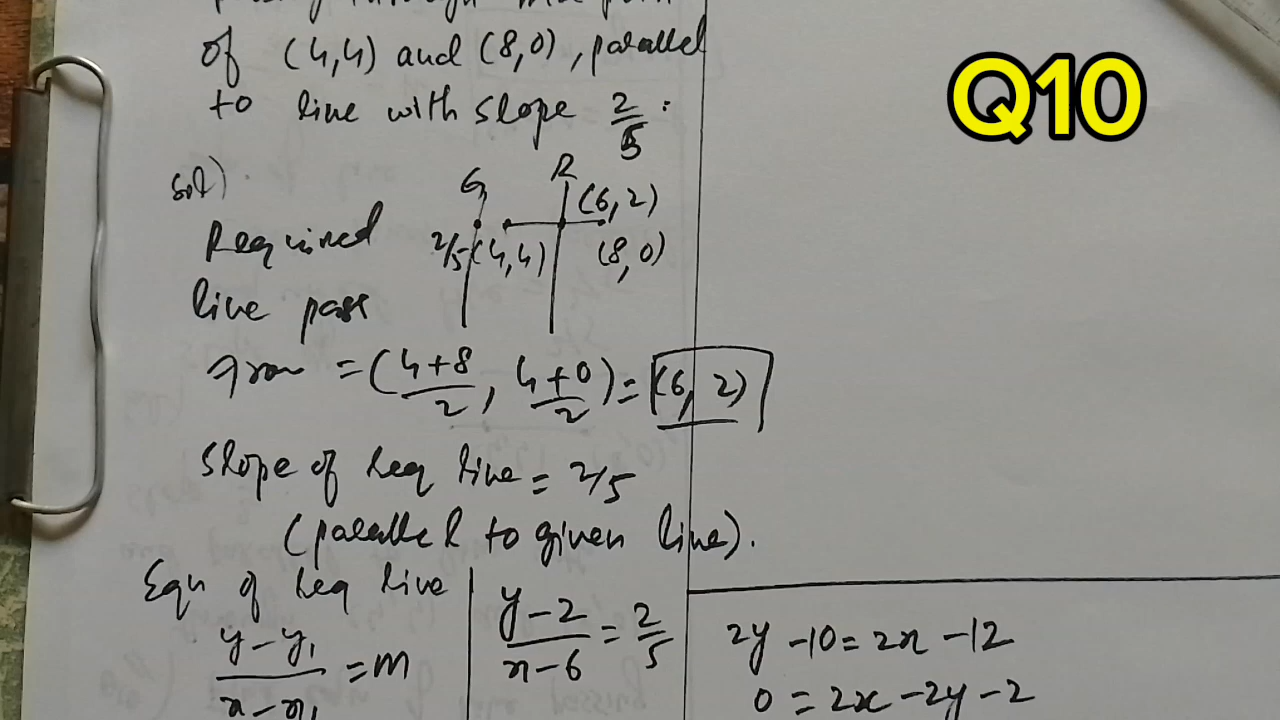 of (4,4) and (8,0), parallel
to line with slope 2/5.
Q10
Sol)
G R
(6,2)
Required
2/5 (4,4) (8,0)
line pass
from = (4+8/2, 4+0/2) = (6, 2)
Slope of Req line = 2/5
(parallel to given line).
Eqn of Req line
y-y₁/x-x₁ = m
y-2/x-6 = 2/5
2y -10 = 2x -12
0 = 2x -2y -2